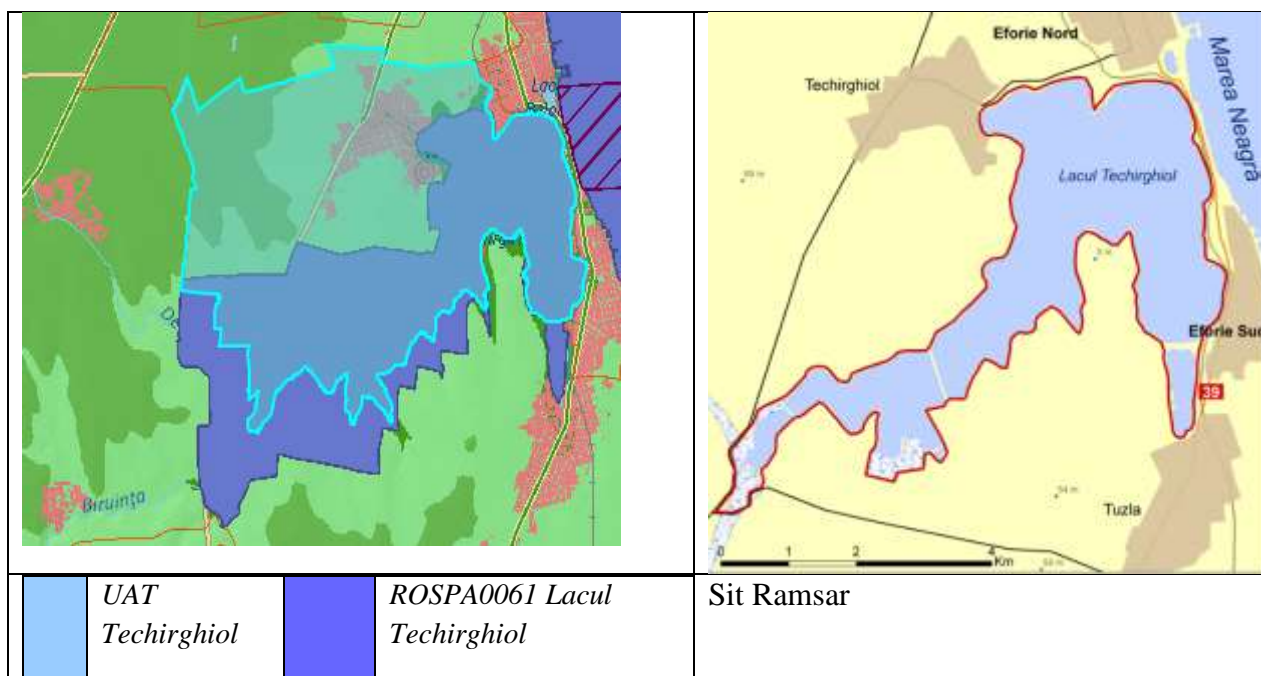 Biruința
Eforie Nord
Techirghiol
Marea Neagră
Lacul Techirghiol
Eforie Sud
39
Tuzla
0 1 2 4
Km
UAT
Techirghiol
ROSPA0061 Lacul
Techirghiol
Sit Ramsar